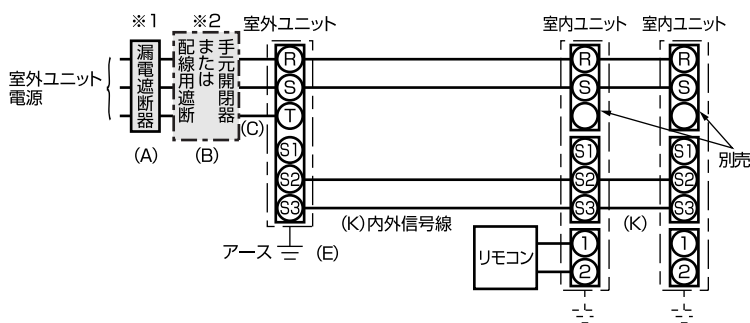 ※1
※2
室外ユニット
室内ユニット
室内ユニット
室外ユニット
電源
漏電遮断器
手元開閉器
または
配線用遮断
(A)
(B)
(C)
R
S
T
S1
S2
S3
R
S
S1
S2
S3
1
2
R
S
S1
S2
S3
1
2
別売
(K)内外信号線
(K)
アース
(E)
リモコン